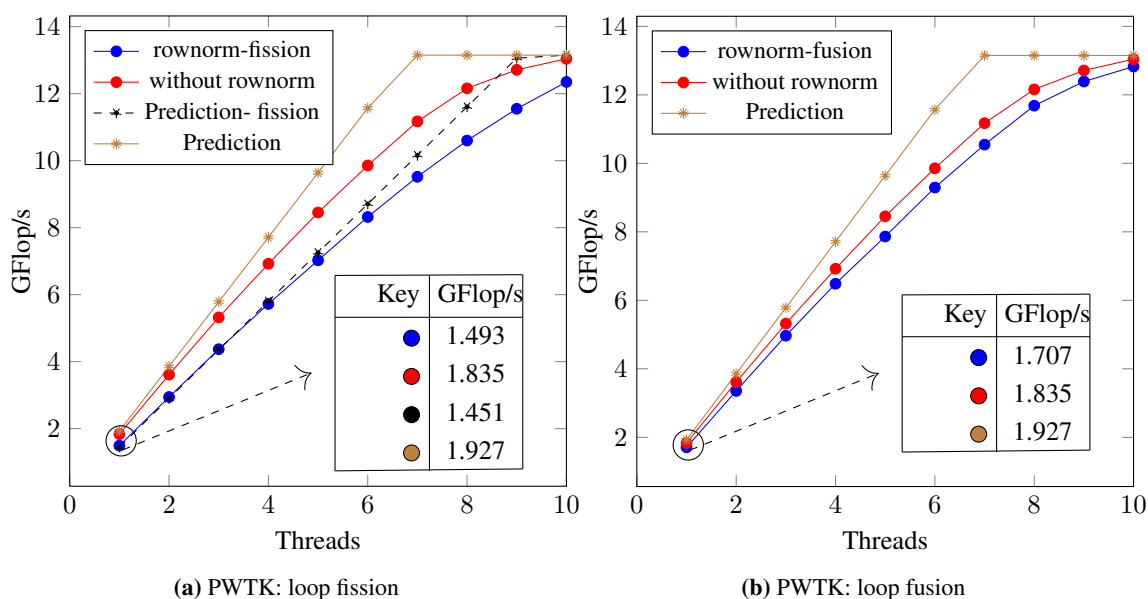 14
12
10
8
6
4
2
GFlop/s
0 2 4 6 8 10
Threads
rownorm-fission
without rownorm
Prediction- fission
Prediction
Key GFlop/s
1.493
1.835
1.451
1.927
(a) PWTK: loop fission
14
12
10
8
6
4
2
GFlop/s
0 2 4 6 8 10
Threads
rownorm-fusion
without rownorm
Prediction
Key GFlop/s
1.707
1.835
1.927
(b) PWTK: loop fusion